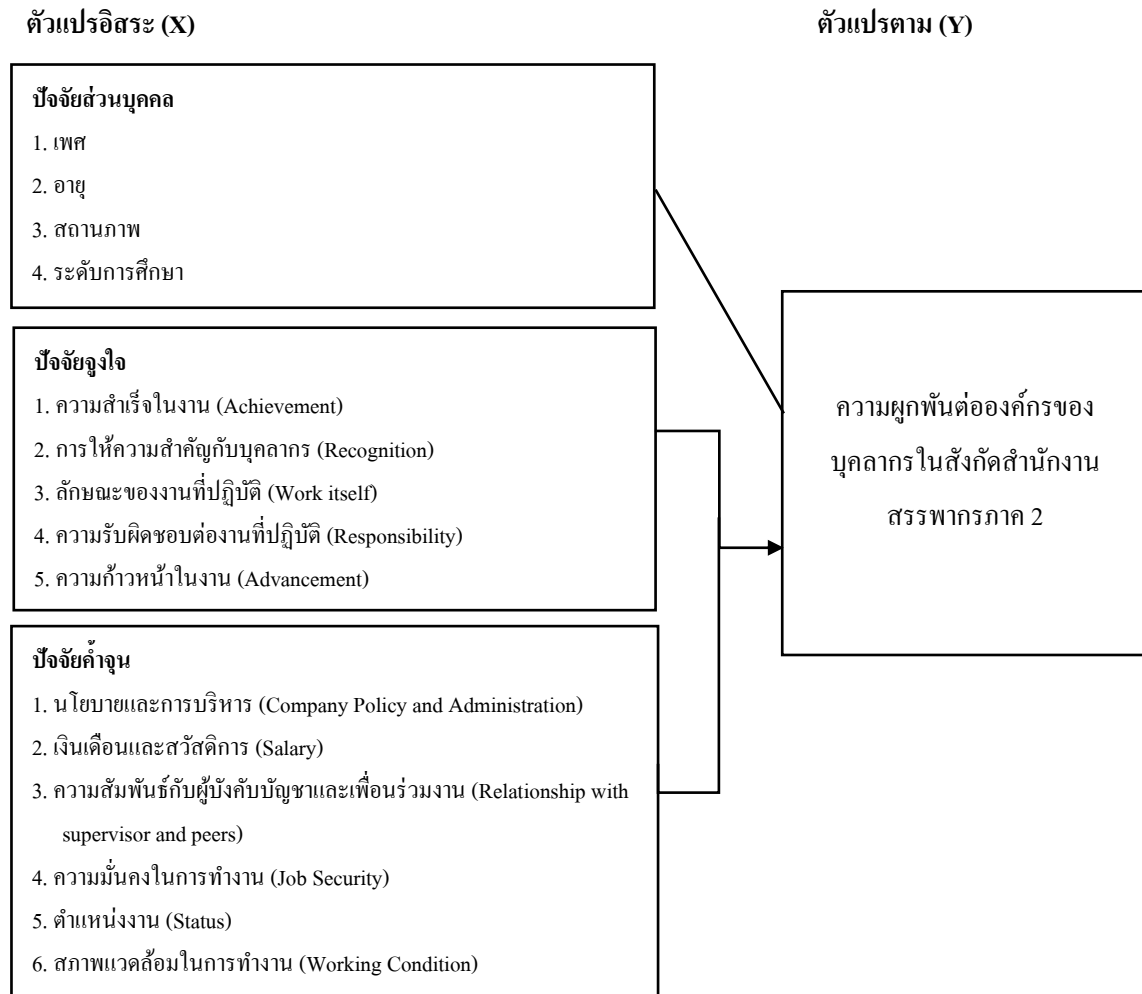 ตัวแปรอิสระ (X)
ตัวแปรตาม (Y)
ปัจจัยส่วนบุคคล
1. เพศ
2. อายุ
3. สถานภาพ
4. ระดับการศึกษา
ปัจจัยจูงใจ
1. ความสำเร็จในงาน (Achievement)
2. การให้ความสำคัญกับบุคลากร (Recognition)
3. ลักษณะของงานที่ปฏิบัติ (Work itself)
4. ความรับผิดชอบต่องานที่ปฏิบัติ (Responsibility)
5. ความก้าวหน้าในงาน (Advancement)
ปัจจัยค้ำจุน
1. นโยบายและการบริหาร (Company Policy and Administration)
2. เงินเดือนและสวัสดิการ (Salary)
3. ความสัมพันธ์กับผู้บังคับบัญชาและเพื่อนร่วมงาน (Relationship with
supervisor and peers)
4. ความมั่นคงในการทำงาน (Job Security)
5. ตำแหน่งงาน (Status)
6. สภาพแวดล้อมในการทำงาน (Working Condition)
ความผูกพันต่อองค์กรของ
บุคลากรในสังกัดสำนักงาน
สรรพากรภาค 2